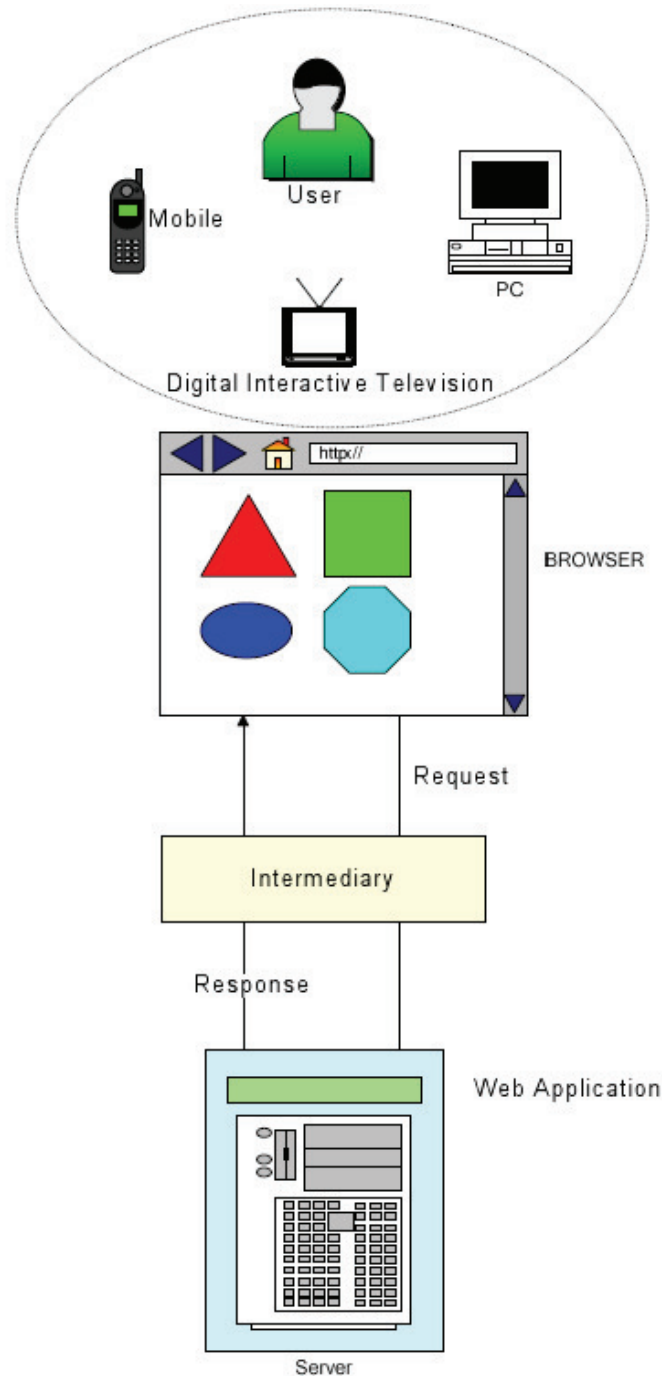 User
Mobile
PC
Digital Interactive Television
http://
BROWSER
Request
Intermediary
Response
Web Application
Server